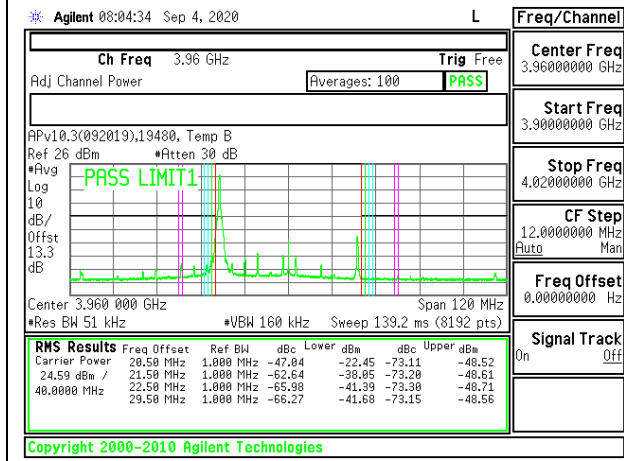 Agilent 08:04:34 Sep 4, 2020 L
Freq/Channel
Ch Freq 3.96 GHz Trig Free
Adj Channel Power Averages: 100 PASS
Center Freq
3.96000000 GHz
Start Freq
3.90000000 GHz
Stop Freq
4.02000000 GHz
CF Step
12.0000000 MHz
Auto Man
Freq Offset
0.00000000 Hz
Signal Track
On Off
APv10.3(092019),19480, Temp B
Ref 26 dBm #Atten 30 dB
#Avg
Log
10
dB/
Offst
13.3
dB
PASS LIMIT1
Center 3.960 000 GHz Span 120 MHz
#Res BW 51 kHz #VBW 160 kHz Sweep 139.2 ms (8192 pts)
RMS Results Freq Offset Ref BW dBc Lower dBm dBc Upper dBm
Carrier Power 20.50 MHz 1.000 MHz -47.04 -22.45 -73.11 -48.52
24.59 dBm / 21.50 MHz 1.000 MHz -62.64 -38.05 -73.20 -48.61
40.0000 MHz 22.50 MHz 1.000 MHz -65.98 -41.39 -73.30 -48.71
29.50 MHz 1.000 MHz -66.27 -41.68 -73.15 -48.56
Copyright 2000-2010 Agilent Technologies